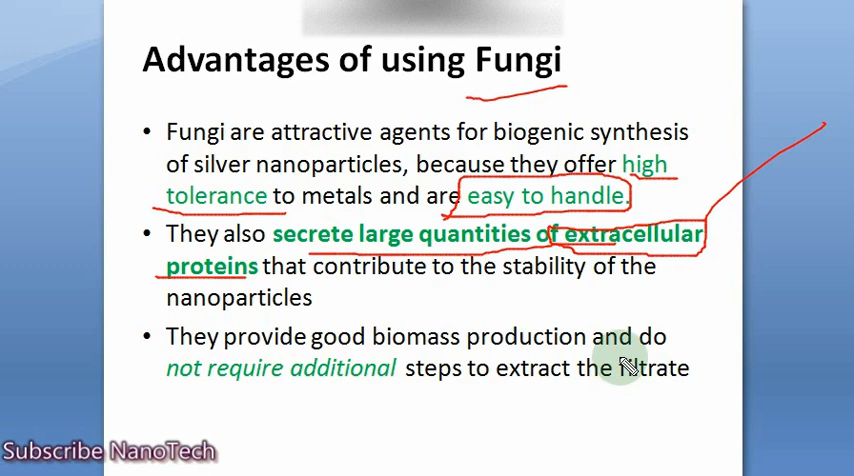 Advantages of using Fungi
• Fungi are attractive agents for biogenic synthesis
of silver nanoparticles, because they offer high
tolerance to metals and are easy to handle.
• They also secrete large quantities of extracellular
proteins that contribute to the stability of the
nanoparticles
• They provide good biomass production and do
not require additional steps to extract the filtrate
Subscribe NanoTech